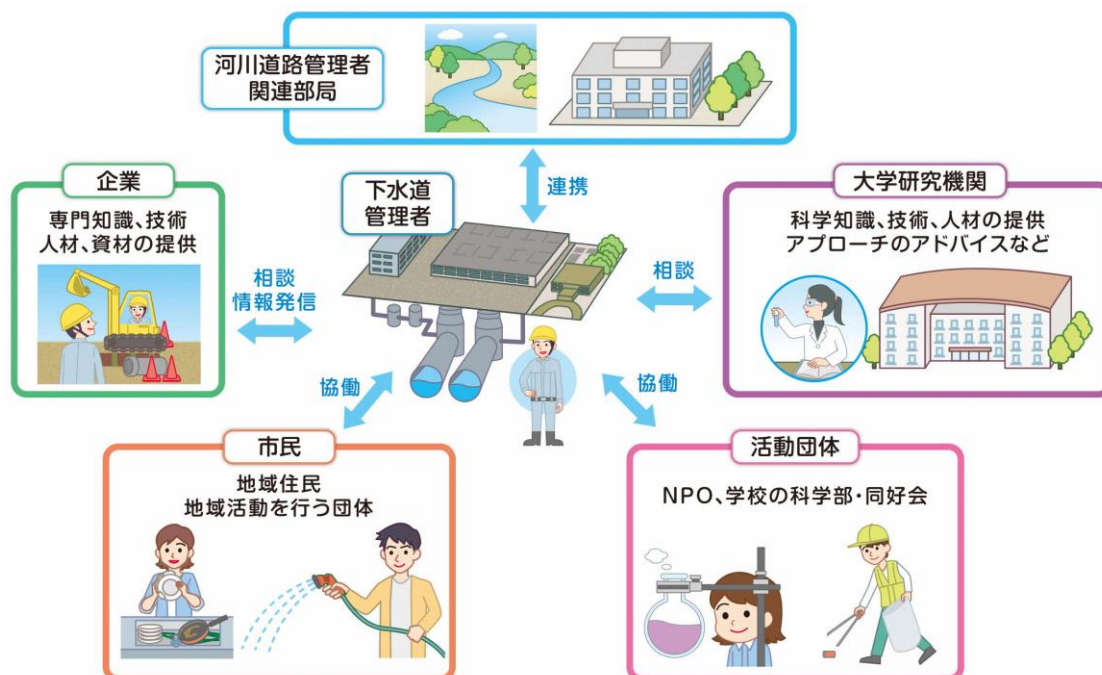 河川道路管理者
関連部局
連携
企業
専門知識、技術
人材、資材の提供
相談
情報発信
下水道
管理者
相談
大学研究機関
科学知識、技術、人材の提供
アプローチのアドバイスなど
協働
協働
市民
地域住民
地域活動を行う団体
活動団体
NPO、学校の科学部・同好会